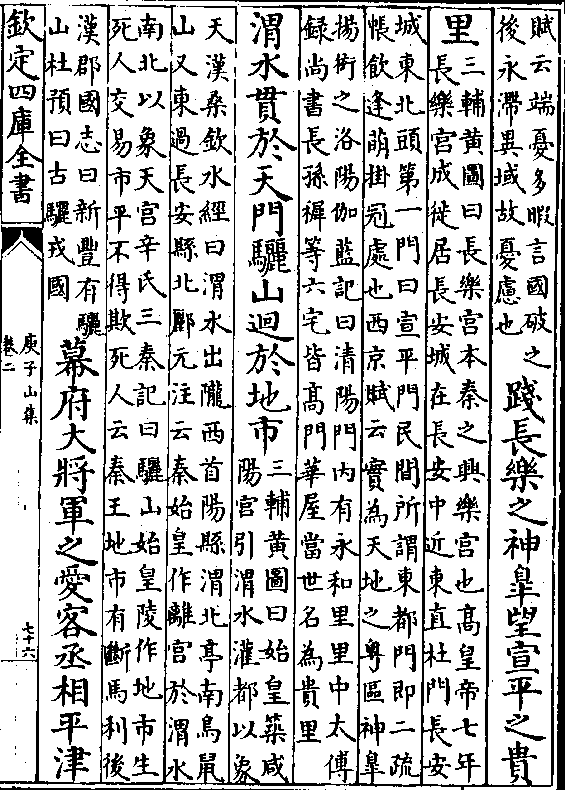 賦云端憂多暇言國破之
後永滯異域故憂慮也
踐長樂之神臯望宣平之貴
里
三輔黄圖曰長樂宫本秦之興樂宫也髙皇帝七年
長樂宫成徙居長安城在長安中近東直杜門長安
城東北頭第一門曰宣平門民間所謂東都門即二疏
帳飲逢萌掛冠處也西京賦云實為天地之粤區神臯
揚衒之洛陽伽藍記曰清陽門内有永和里里中太傅
録尚書長孫穉等六宅皆髙門華屋當世名為貴里
渭水貫於天門驪山迴於地市
三輔黄圖曰始皇築咸
陽宫引渭水灌都以象
天漢桑欽水經曰渭水出隴西首陽縣渭北亭南鳥鼠
山又東過長安縣北酈元注云秦始皇作離宫於渭水
南北以象天宫辛氏三秦記曰驪山始皇陵作地市生
死人交易市平不得欺死人云秦王地市有斷馬利後
漢郡國志曰新豐有驪
山杜預曰古驪戎國
幕府大將軍之愛客丞相平津
欽定四庫全書
庾子山集
卷二
七十六